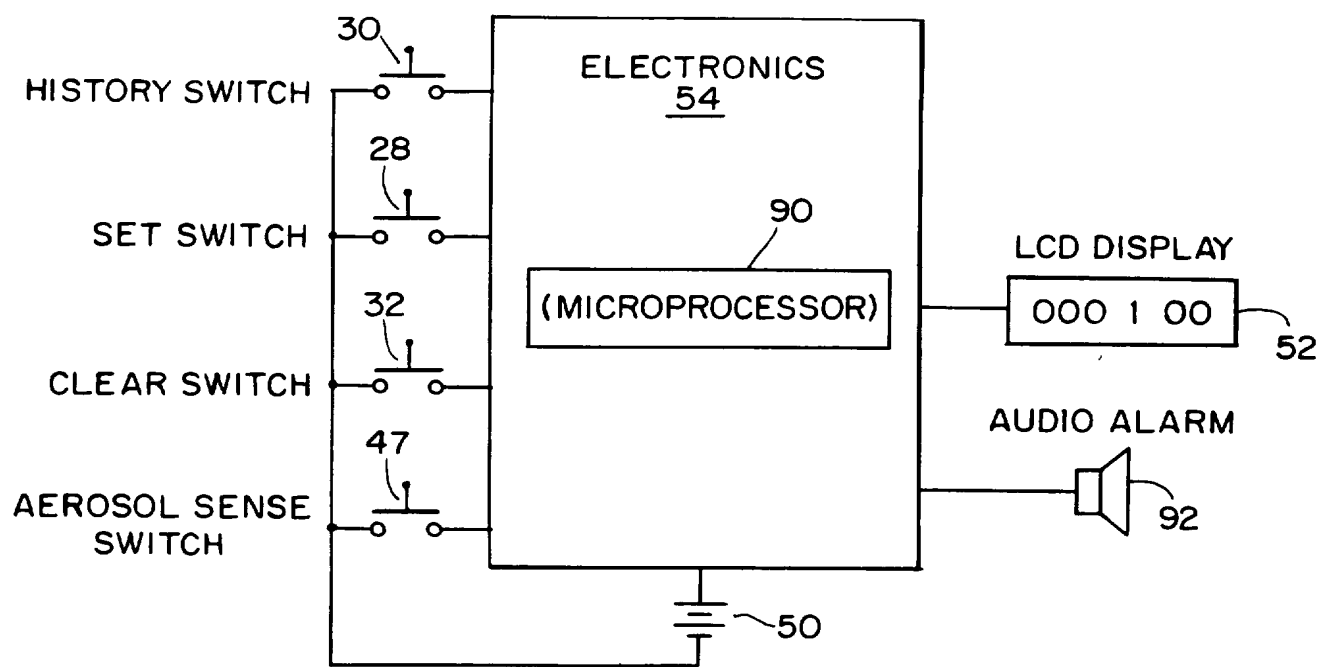 30
HISTORY SWITCH
28
SET SWITCH
32
CLEAR SWITCH
47
AEROSOL SENSE
SWITCH
ELECTRONICS
54
90
(MICROPROCESSOR)
LCD DISPLAY
000 1 00
52
AUDIO ALARM
92
50